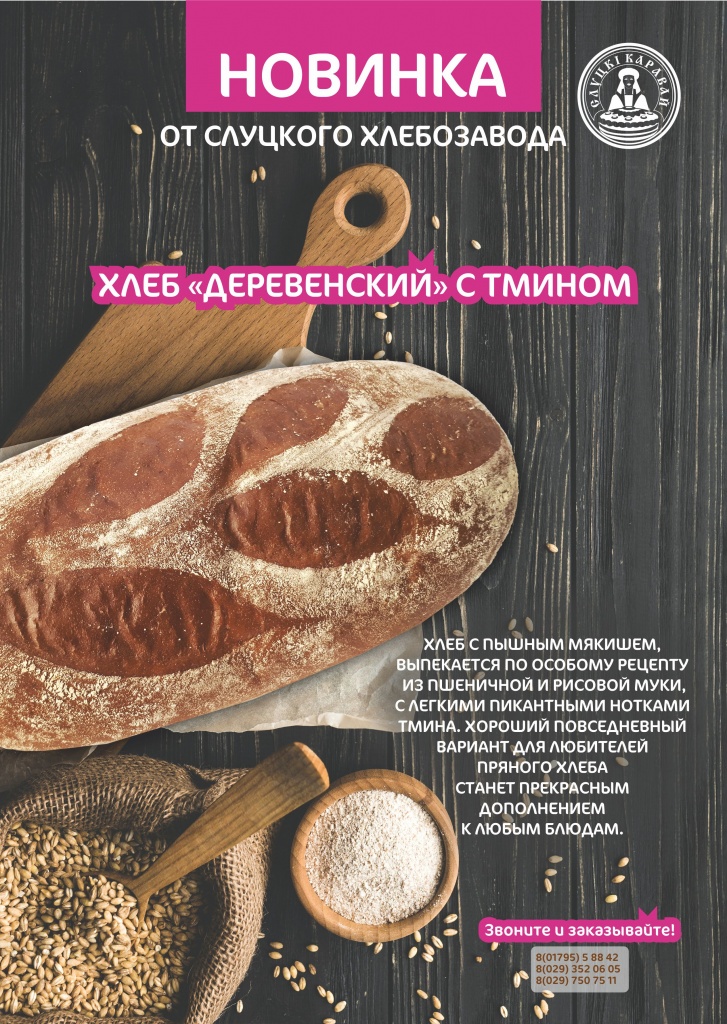 НОВИНКА
СЛУЦКІ КАРАВАЙ
ОТ СЛУЦКОГО ХЛЕБОЗАВОДА
ХЛЕБ «ДЕРЕВЕНСКИЙ» С ТМИНОМ
ХЛЕБ С ПЫШНЫМ МЯКИШЕМ,
ВЫПЕКАЕТСЯ ПО ОСОБОМУ РЕЦЕПТУ
ИЗ ПШЕНИЧНОЙ И РИСОВОЙ МУКИ,
С ЛЕГКИМИ ПИКАНТНЫМИ НОТКАМИ
ТМИНА. ХОРОШИЙ ПОВСЕДНЕВНЫЙ
ВАРИАНТ ДЛЯ ЛЮБИТЕЛЕЙ
ПРЯНОГО ХЛЕБА
СТАНЕТ ПРЕКРАСНЫМ
ДОПОЛНЕНИЕМ
К ЛЮБЫМ БЛЮДАМ.
Звоните и заказывайте!
8(01795) 5 88 42
8(029) 352 06 05
8(029) 750 75 11